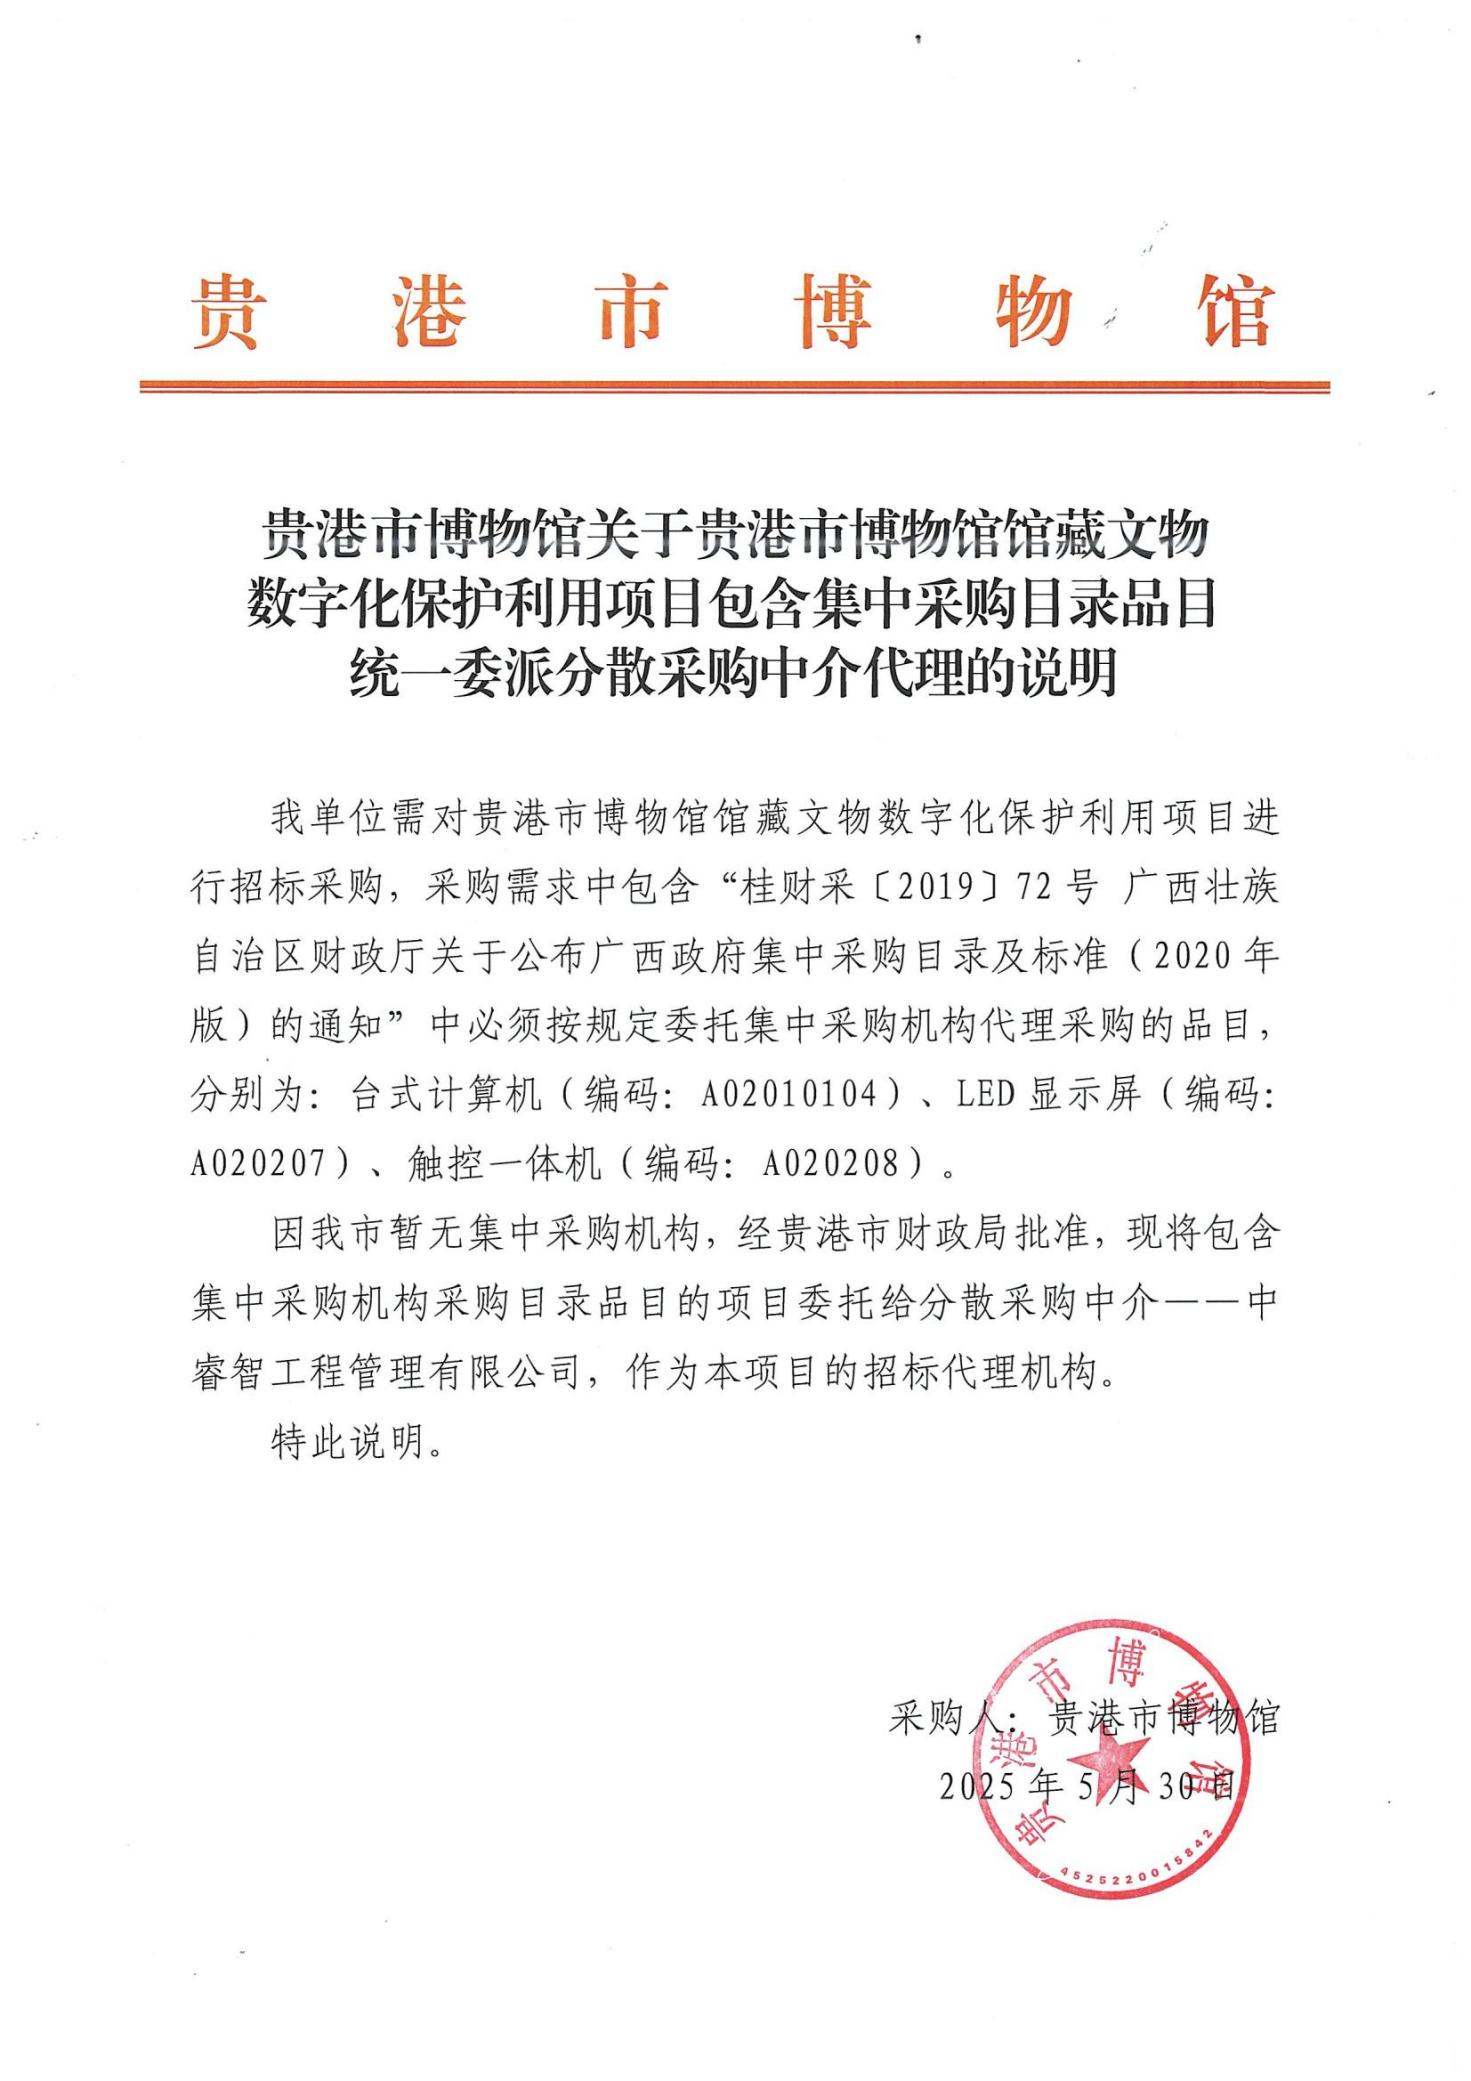 贵港市博物馆
贵港市博物馆关于贵港市博物馆馆藏文物
数字化保护利用项目包含集中采购目录品目
统一委派分散采购中介代理的说明
我单位需对贵港市博物馆馆藏文物数字化保护利用项目进
行招标采购，采购需求中包含“桂财采〔2019〕72号 广西壮族
自治区财政厅关于公布广西政府集中采购目录及标准（2020年
版）的通知”中必须按规定委托集中采购机构代理采购的品目，
分别为：台式计算机（编码：A02010104）、LED显示屏（编码：
A020207）、触控一体机（编码：A020208）。
因我市暂无集中采购机构，经贵港市财政局批准，现将包含
集中采购机构采购目录品目的项目委托给分散采购中介——中
睿智工程管理有限公司，作为本项目的招标代理机构。
特此说明。
采购人：贵港市博物馆
2025年5月30日
贵港市博物馆
4525220015842